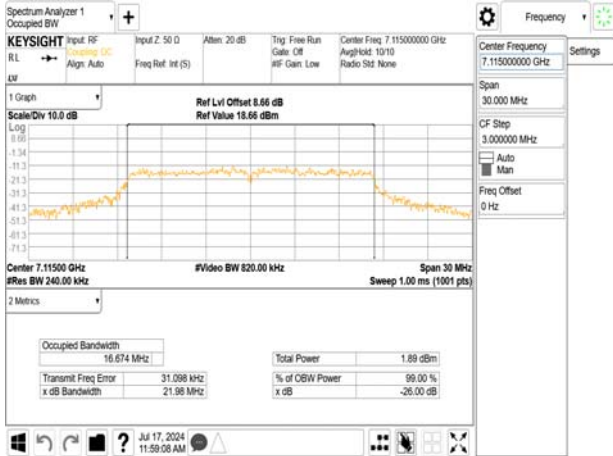 Spectrum Analyzer 1
Occupied BW
+
KEYSIGHT
RL
Input: RF
Coupling: DC
Align: Auto
Input Z: 50 Ω
Freq Ref: Int (S)
Atten: 20 dB
Trig: Free Run
Gate: Off
#IF Gain: Low
Center Freq: 7.115000000 GHz
Avg|Hold: 10/10
Radio Std: None
1 Graph
Scale/Div 10.0 dB
Ref Lvl Offset 8.66 dB
Ref Value 18.66 dBm
Log
8.66
-1.34
-11.3
-21.3
-31.3
-41.3
-51.3
-61.3
-71.3
Center 7.11500 GHz
#Res BW 240.00 kHz
#Video BW 820.00 kHz
Span 30 MHz
Sweep 1.00 ms (1001 pts)
2 Metrics
Occupied Bandwidth
16.674 MHz
Transmit Freq Error 31.098 kHz
x dB Bandwidth 21.98 MHz
Total Power 1.89 dBm
% of OBW Power 99.00 %
x dB -26.00 dB
?
Jul 17, 2024
11:59:08 AM
Frequency
Center Frequency
7.115000000 GHz
Span
30.000 MHz
CF Step
3.000000 MHz
Auto
Man
Freq Offset
0 Hz
Settings